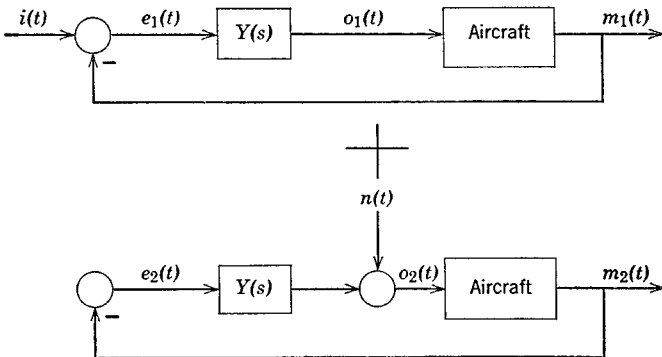 i(t) e₁(t) Y(s) o₁(t) Aircraft m₁(t)
−
+
n(t)
e₂(t) Y(s) o₂(t) Aircraft m₂(t)
−